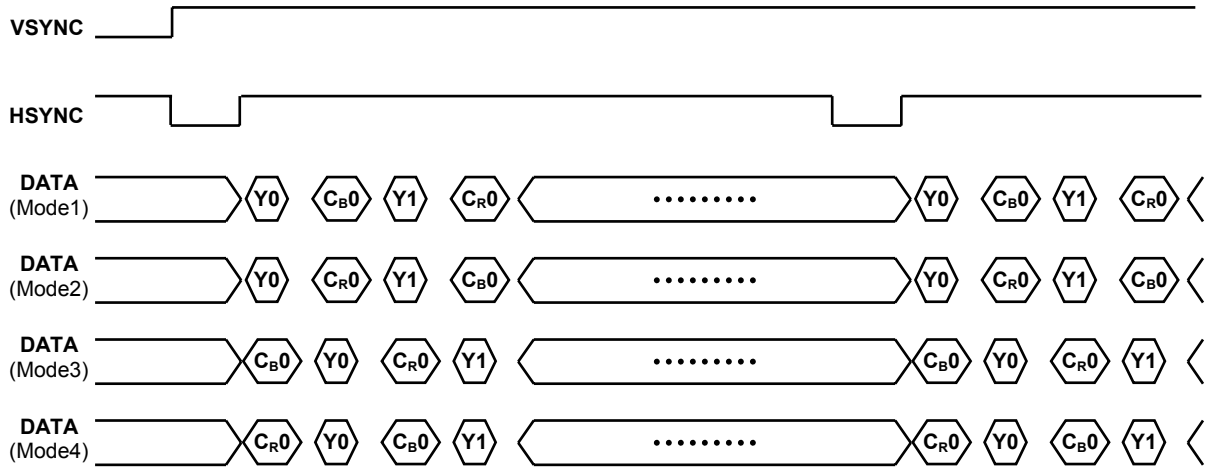 VSYNC
HSYNC
DATA
(Mode1)
Y0 CB0 Y1 CR0 ········· Y0 CB0 Y1 CR0
DATA
(Mode2)
Y0 CR0 Y1 CB0 ········· Y0 CR0 Y1 CB0
DATA
(Mode3)
CB0 Y0 CR0 Y1 ········· CB0 Y0 CR0 Y1
DATA
(Mode4)
CR0 Y0 CB0 Y1 ········· CR0 Y0 CB0 Y1